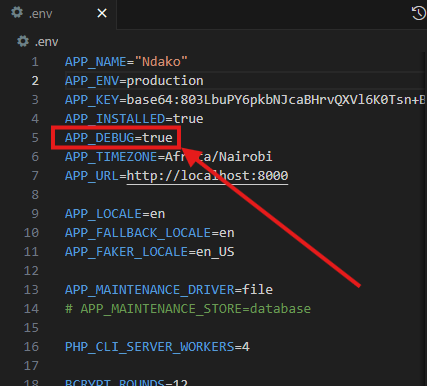 .env
.env
1 APP_NAME="Ndako"
2 APP_ENV=production
3 APP_KEY=base64:803LbuPY6pkbNJcaBHrvQXVl6K0Tsn+B
4 APP_INSTALLED=true
5 APP_DEBUG=true
6 APP_TIMEZONE=Africa/Nairobi
7 APP_URL=http://localhost:8000
8
9 APP_LOCALE=en
10 APP_FALLBACK_LOCALE=en
11 APP_FAKER_LOCALE=en_US
12
13 APP_MAINTENANCE_DRIVER=file
14 # APP_MAINTENANCE_STORE=database
15
16 PHP_CLI_SERVER_WORKERS=4
17
18 BCRYPT_ROUNDS=12